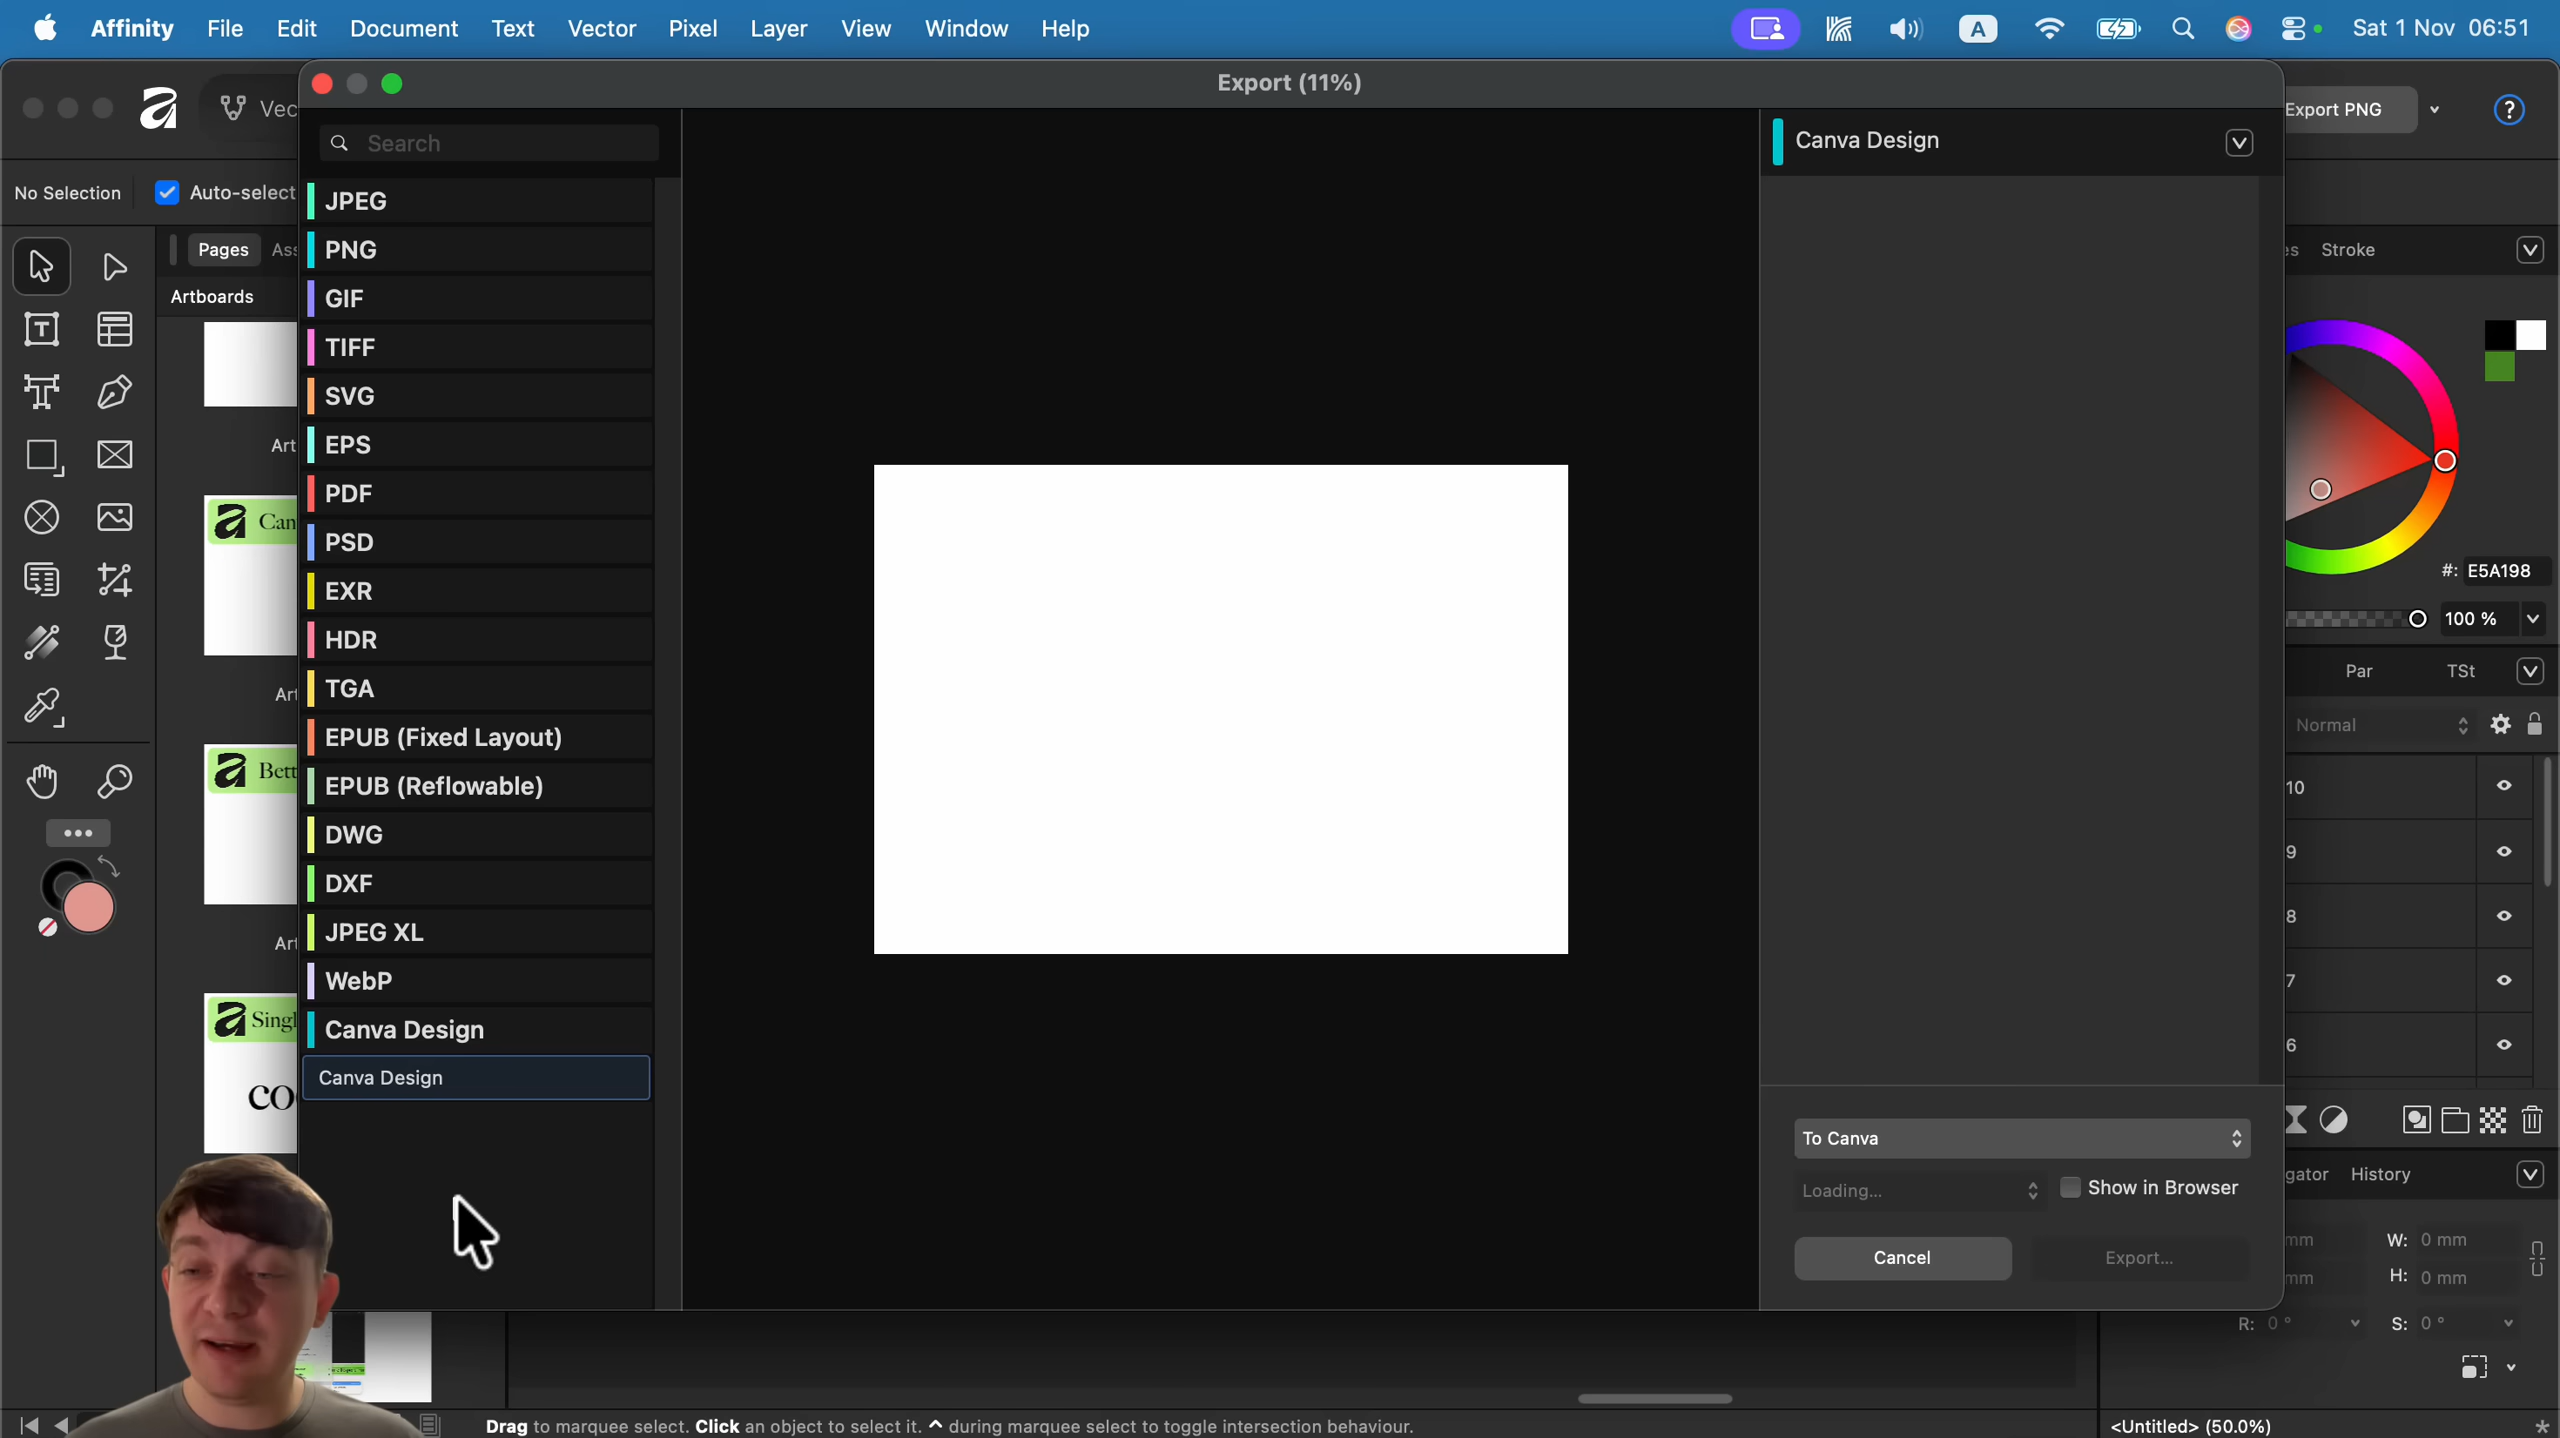 Affinity File Edit Document Text Vector Pixel Layer View Window Help A Sat 1 Nov 06:51
Export (11%)
Export PNG
?
Search
Canva Design
No Selection
Auto-select
Pages
Stroke
Artboards
JPEG
PNG
GIF
TIFF
SVG
EPS
PDF
PSD
EXR
HDR
TGA
EPUB (Fixed Layout)
EPUB (Reflowable)
DWG
DXF
JPEG XL
WebP
Canva Design
Canva Design
#: E5A198
100 %
Par TSt
Normal
10
9
8
7
6
To Canva
Loading...
Show in Browser
Cancel
Export...
History
mm W: 0 mm
mm H: 0 mm
R: 0 ° S: 0 °
Drag to marquee select. Click an object to select it. ^ during marquee select to toggle intersection behaviour.
<Untitled> (50.0%)